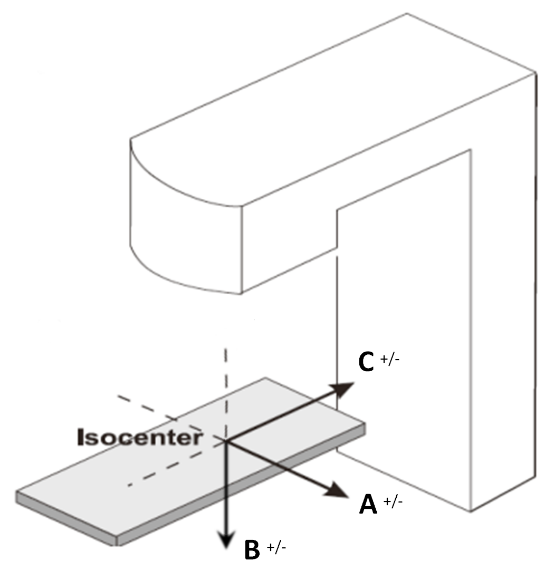 C +/-
Isocenter
A +/-
B +/-